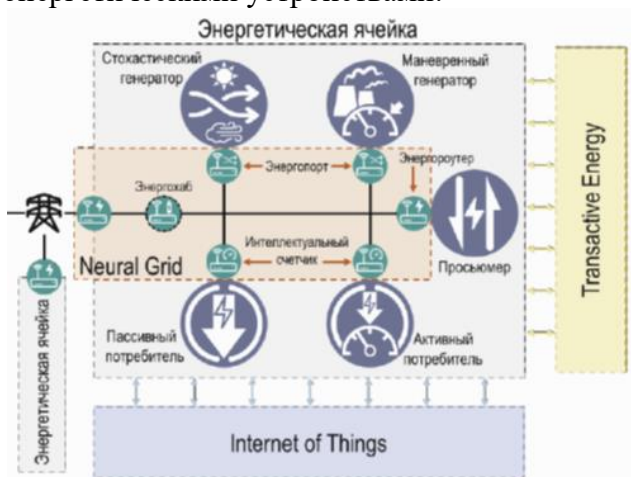 Энергетическая ячейка
Стохастический
генератор
Маневренный
генератор
Энергопорт
Энергороутер
Энергохаб
Интеллектуальный
счетчик
Neural Grid
Просьюмер
Пассивный
потребитель
Активный
потребитель
Энергетическая ячейка
Transactive Energy
Internet of Things